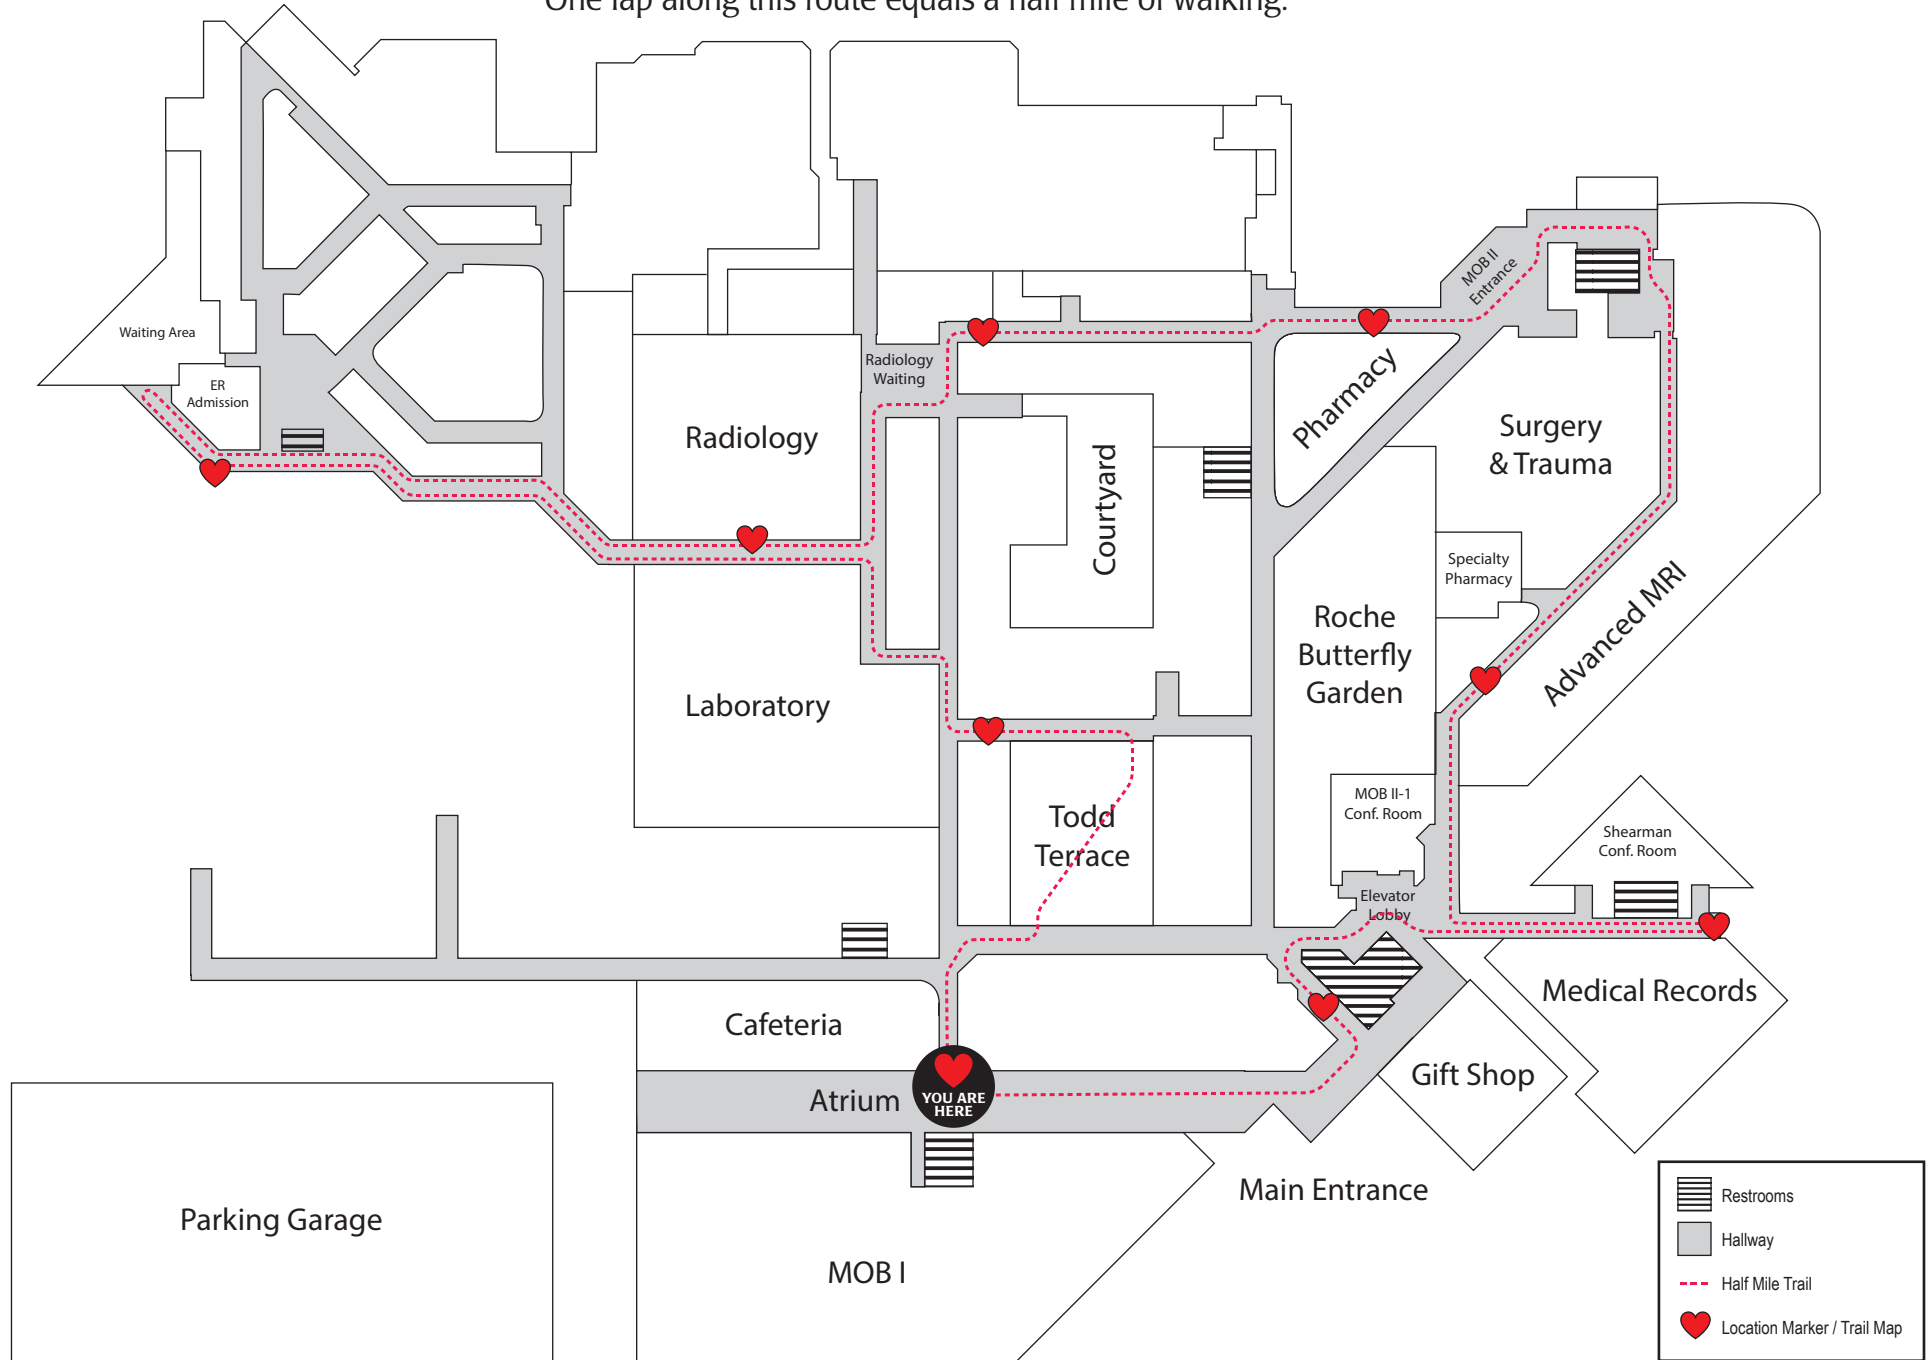 One lap along this route equals a half mile of walking.
MOB II
Entrance
Waiting Area
ER
Admission
Radiology
Waiting
Pharmacy
Radiology
Courtyard
Surgery
& Trauma
Specialty
Pharmacy
Roche
Butterfly
Garden
Advanced MRI
Laboratory
MOB II-1
Conf. Room
Todd
Terrace
Shearman
Conf. Room
Elevator
Lobby
Medical Records
Cafeteria
Gift Shop
Atrium
YOU ARE
HERE
Main Entrance
Parking Garage
MOB I
Restrooms
Hallway
Half Mile Trail
Location Marker / Trail Map